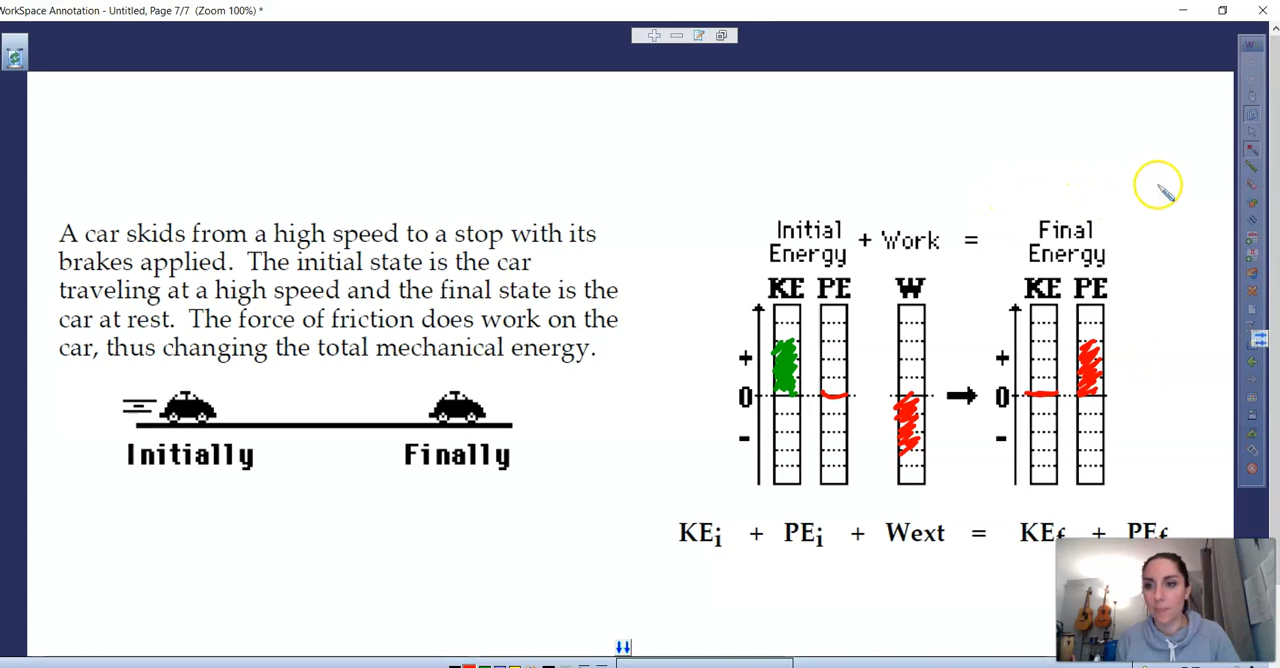 WorkSpace Annotation - Untitled, Page 7/7 (Zoom 100%) *
A car skids from a high speed to a stop with its
brakes applied. The initial state is the car
traveling at a high speed and the final state is the
car at rest. The force of friction does work on the
car, thus changing the total mechanical energy.
Initially Finally
Initial Energy + Work = Final Energy
KE PE W KE PE
+ +
0 0
- -
KEi + PEi + Wext = KEf + PEf